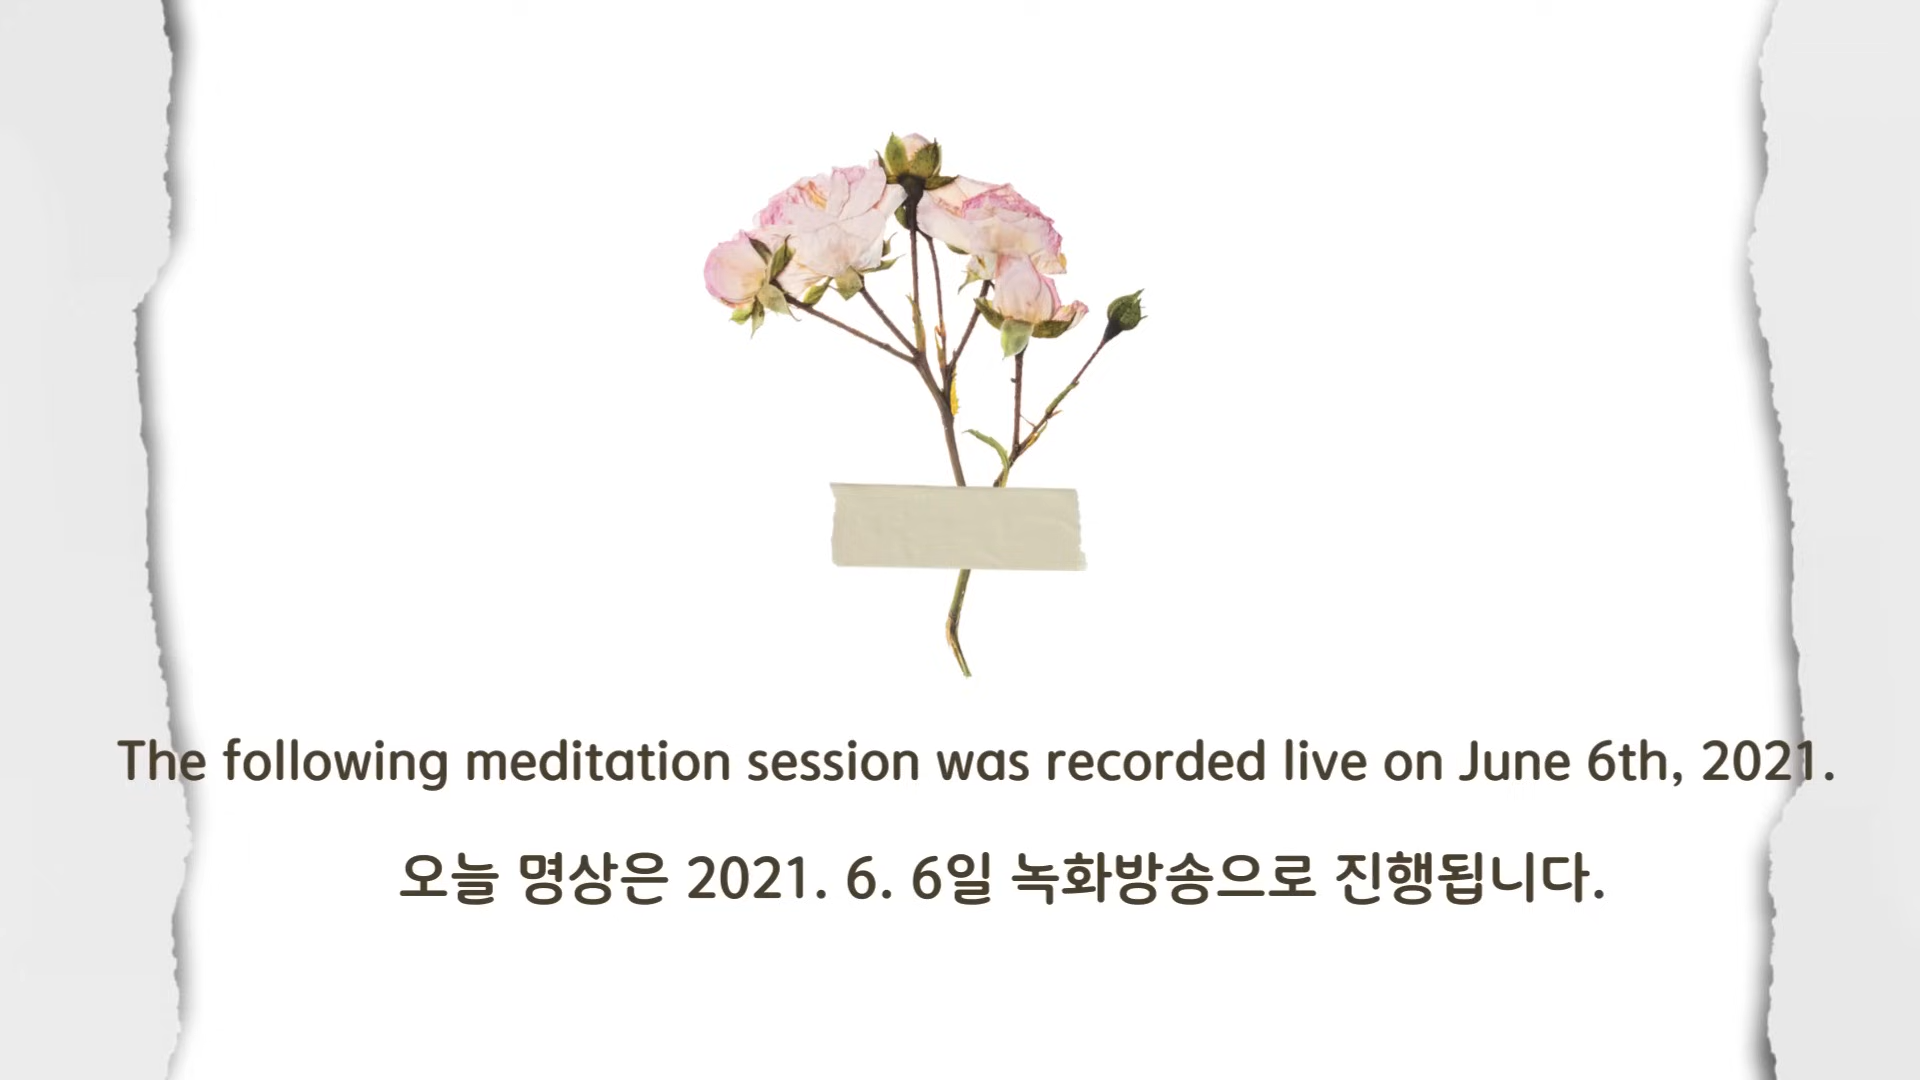 The following meditation session was recorded live on June 6th, 2021.
오늘 명상은 2021. 6. 6일 녹화방송으로 진행됩니다.